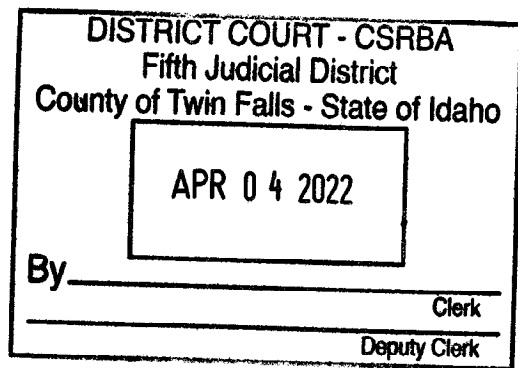 DISTRICT COURT - CSRBA
Fifth Judicial District
County of Twin Falls - State of Idaho
APR 04 2022
By
Clerk
Deputy Clerk